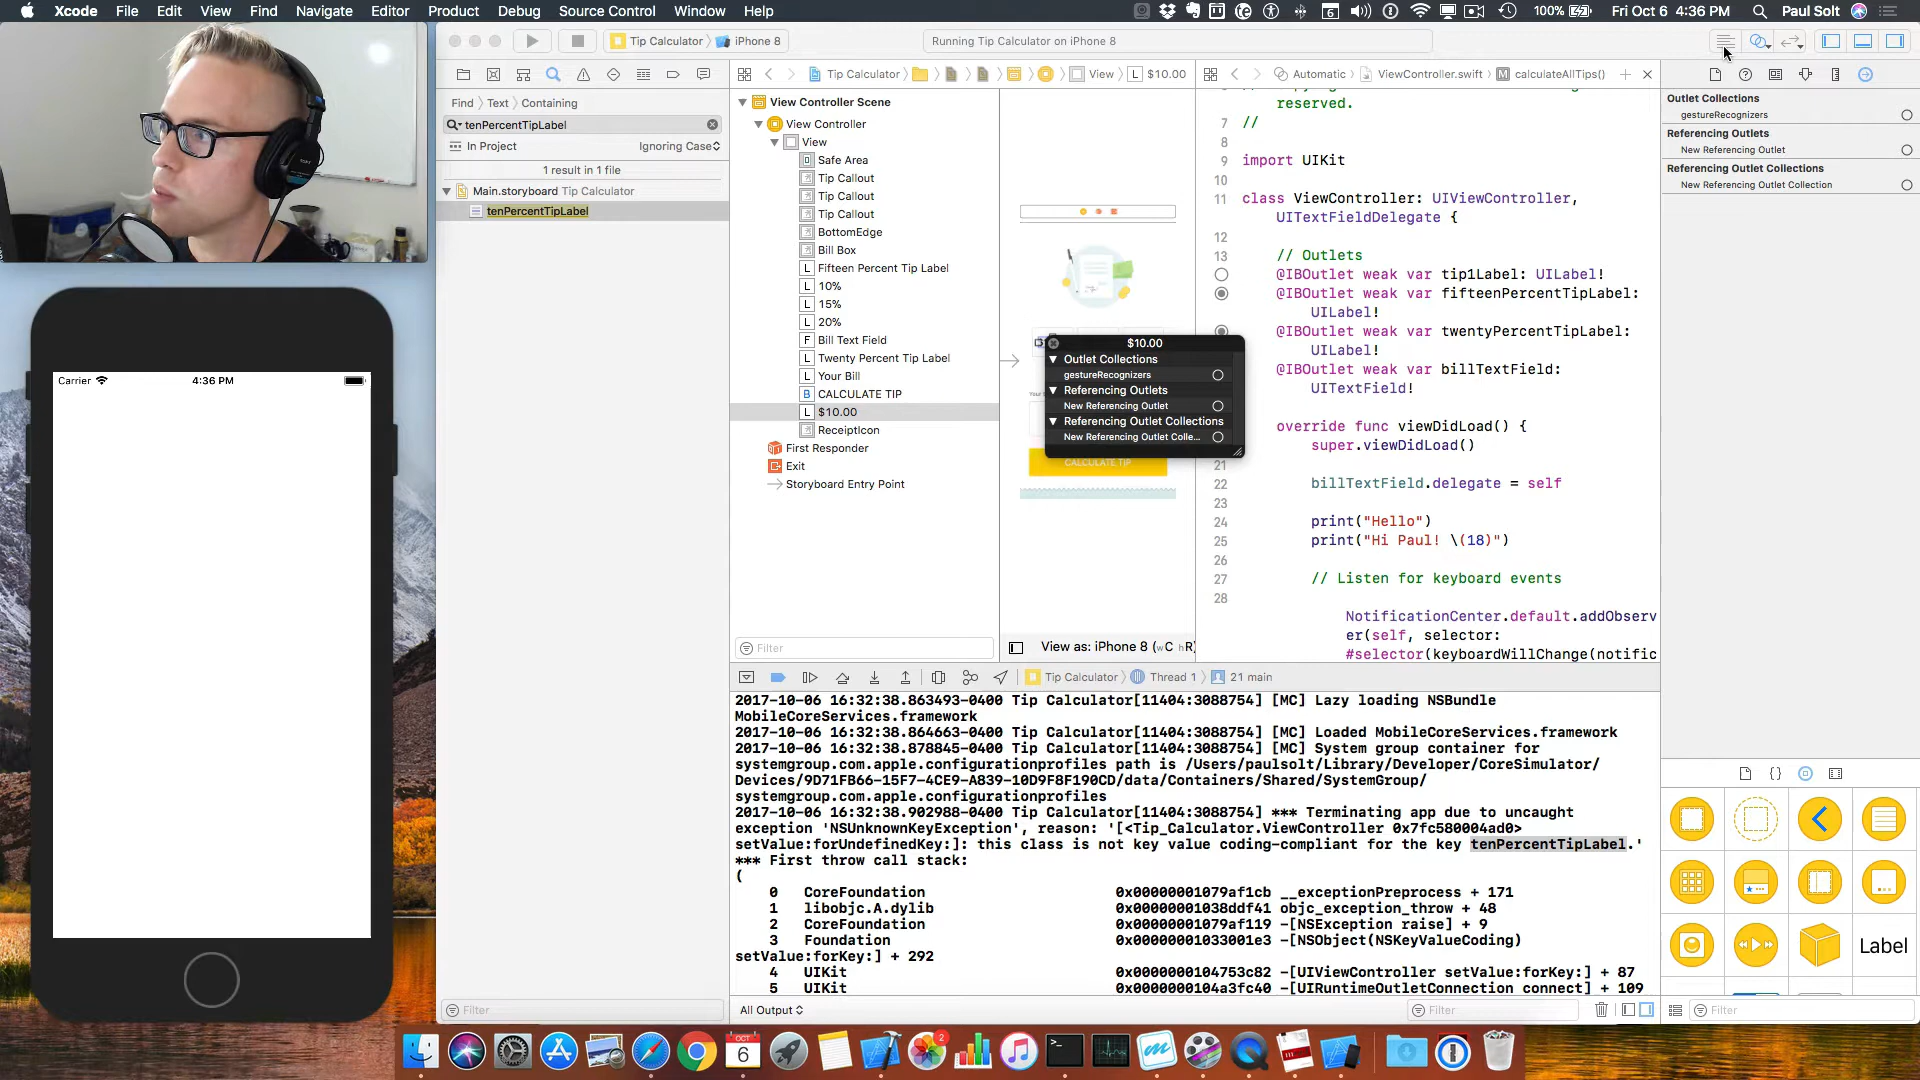 Xcode File Edit View Find Navigate Editor Product Debug Source Control Window Help
100% Fri Oct 6 4:36 PM Paul Solt
Tip Calculator iPhone 8
Running Tip Calculator on iPhone 8
Find Text Containing
tenPercentTipLabel
In Project Ignoring Case
1 result in 1 file
Main.storyboard Tip Calculator
tenPercentTipLabel
Filter
Carrier 4:36 PM
Tip Calculator View L $10.00
View Controller Scene
View Controller
View
Safe Area
Tip Callout
Tip Callout
Tip Callout
BottomEdge
Bill Box
L Fifteen Percent Tip Label
L 10%
L 15%
L 20%
F Bill Text Field
L Twenty Percent Tip Label
L Your Bill
B CALCULATE TIP
L $10.00
ReceiptIcon
First Responder
Exit
Storyboard Entry Point
Filter
View as: iPhone 8 (wC hR)
CALCULATE TIP
$10.00
Outlet Collections
gestureRecognizers
Referencing Outlets
New Referencing Outlet
Referencing Outlet Collections
New Referencing Outlet Colle...
Automatic ViewController.swift M calculateAllTips()
reserved.
7 //
8
9 import UIKit
10
11 class ViewController: UIViewController,
UITextFieldDelegate {
12
13 // Outlets
@IBOutlet weak var tip1Label: UILabel!
@IBOutlet weak var fifteenPercentTipLabel:
UILabel!
@IBOutlet weak var twentyPercentTipLabel:
UILabel!
@IBOutlet weak var billTextField:
UITextField!
override func viewDidLoad() {
super.viewDidLoad()
21
22 billTextField.delegate = self
23
24 print("Hello")
25 print("Hi Paul! \(18)")
26
27 // Listen for keyboard events
28
NotificationCenter.default.addObserv
er(self, selector:
#selector(keyboardWillChange(notific
Outlet Collections
gestureRecognizers
Referencing Outlets
New Referencing Outlet
Referencing Outlet Collections
New Referencing Outlet Collection
Label
Filter
Tip Calculator Thread 1 21 main
2017-10-06 16:32:38.863493-0400 Tip Calculator[11404:3088754] [MC] Lazy loading NSBundle
MobileCoreServices.framework
2017-10-06 16:32:38.864663-0400 Tip Calculator[11404:3088754] [MC] Loaded MobileCoreServices.framework
2017-10-06 16:32:38.878845-0400 Tip Calculator[11404:3088754] [MC] System group container for
systemgroup.com.apple.configurationprofiles path is /Users/paulsolt/Library/Developer/CoreSimulator/
Devices/9D71FB66-15F7-4CE9-A839-10D9F8F190CD/data/Containers/Shared/SystemGroup/
systemgroup.com.apple.configurationprofiles
2017-10-06 16:32:38.902988-0400 Tip Calculator[11404:3088754] *** Terminating app due to uncaught
exception 'NSUnknownKeyException', reason: '[<Tip_Calculator.ViewController 0x7fc580004ad0>
setValue:forUndefinedKey:]: this class is not key value coding-compliant for the key tenPercentTipLabel.'
*** First throw call stack:
(
0 CoreFoundation 0x00000001079af1cb __exceptionPreprocess + 171
1 libobjc.A.dylib 0x00000001038ddf41 objc_exception_throw + 48
2 CoreFoundation 0x00000001079af119 -[NSException raise] + 9
3 Foundation 0x00000001033001e3 -[NSObject(NSKeyValueCoding)
setValue:forKey:] + 292
4 UIKit 0x0000000104753c82 -[UIViewController setValue:forKey:] + 87
5 UIKit 0x0000000104a3fc40 -[UIRuntimeOutletConnection connect] + 109
All Output Filter
OCT
6
2